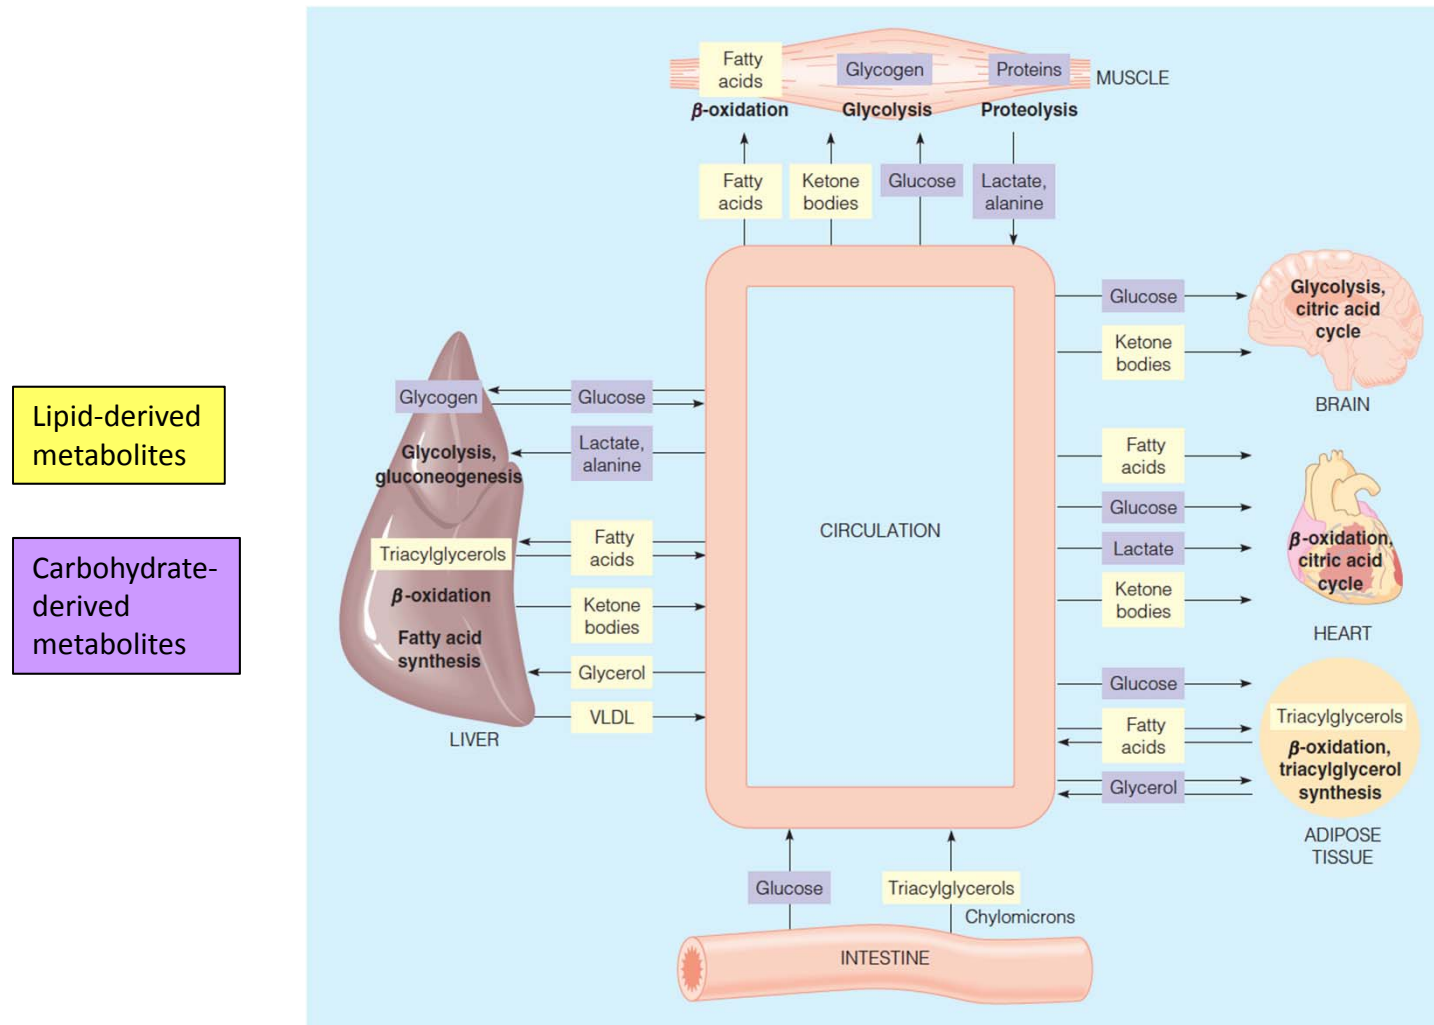 Lipid-derived
metabolites
Carbohydrate-
derived
metabolites
Fatty
acids
β-oxidation
Glycogen
Glycolysis
Proteins
Proteolysis
MUSCLE
Fatty
acids
Ketone
bodies
Glucose
Lactate,
alanine
Glycogen
Glucose
Glycolysis,
gluconeogenesis
Lactate,
alanine
Triacylglycerols
Fatty
acids
β-oxidation
Ketone
bodies
Fatty acid
synthesis
Glycerol
VLDL
LIVER
CIRCULATION
Glucose
Ketone
bodies
Glycolysis,
citric acid
cycle
BRAIN
Fatty
acids
Glucose
Lactate
Ketone
bodies
β-oxidation,
citric acid
cycle
HEART
Glucose
Fatty
acids
Glycerol
Triacylglycerols
β-oxidation,
triacylglycerol
synthesis
ADIPOSE
TISSUE
Glucose
Triacylglycerols
Chylomicrons
INTESTINE